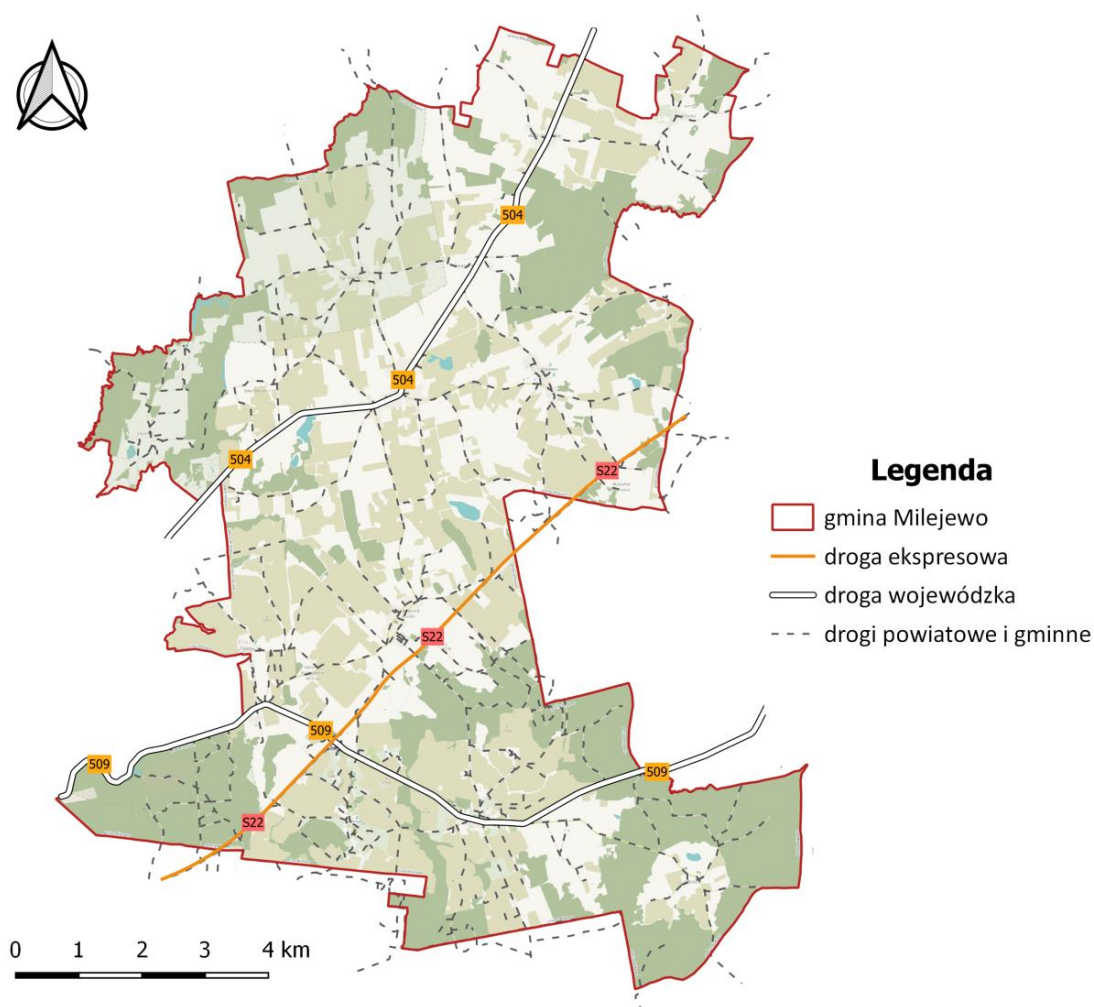 504
504
504
S22
S22
509
509
509
S22
Legenda
gmina Milejewo
droga ekspresowa
droga wojewódzka
drogi powiatowe i gminne
0 1 2 3 4 km